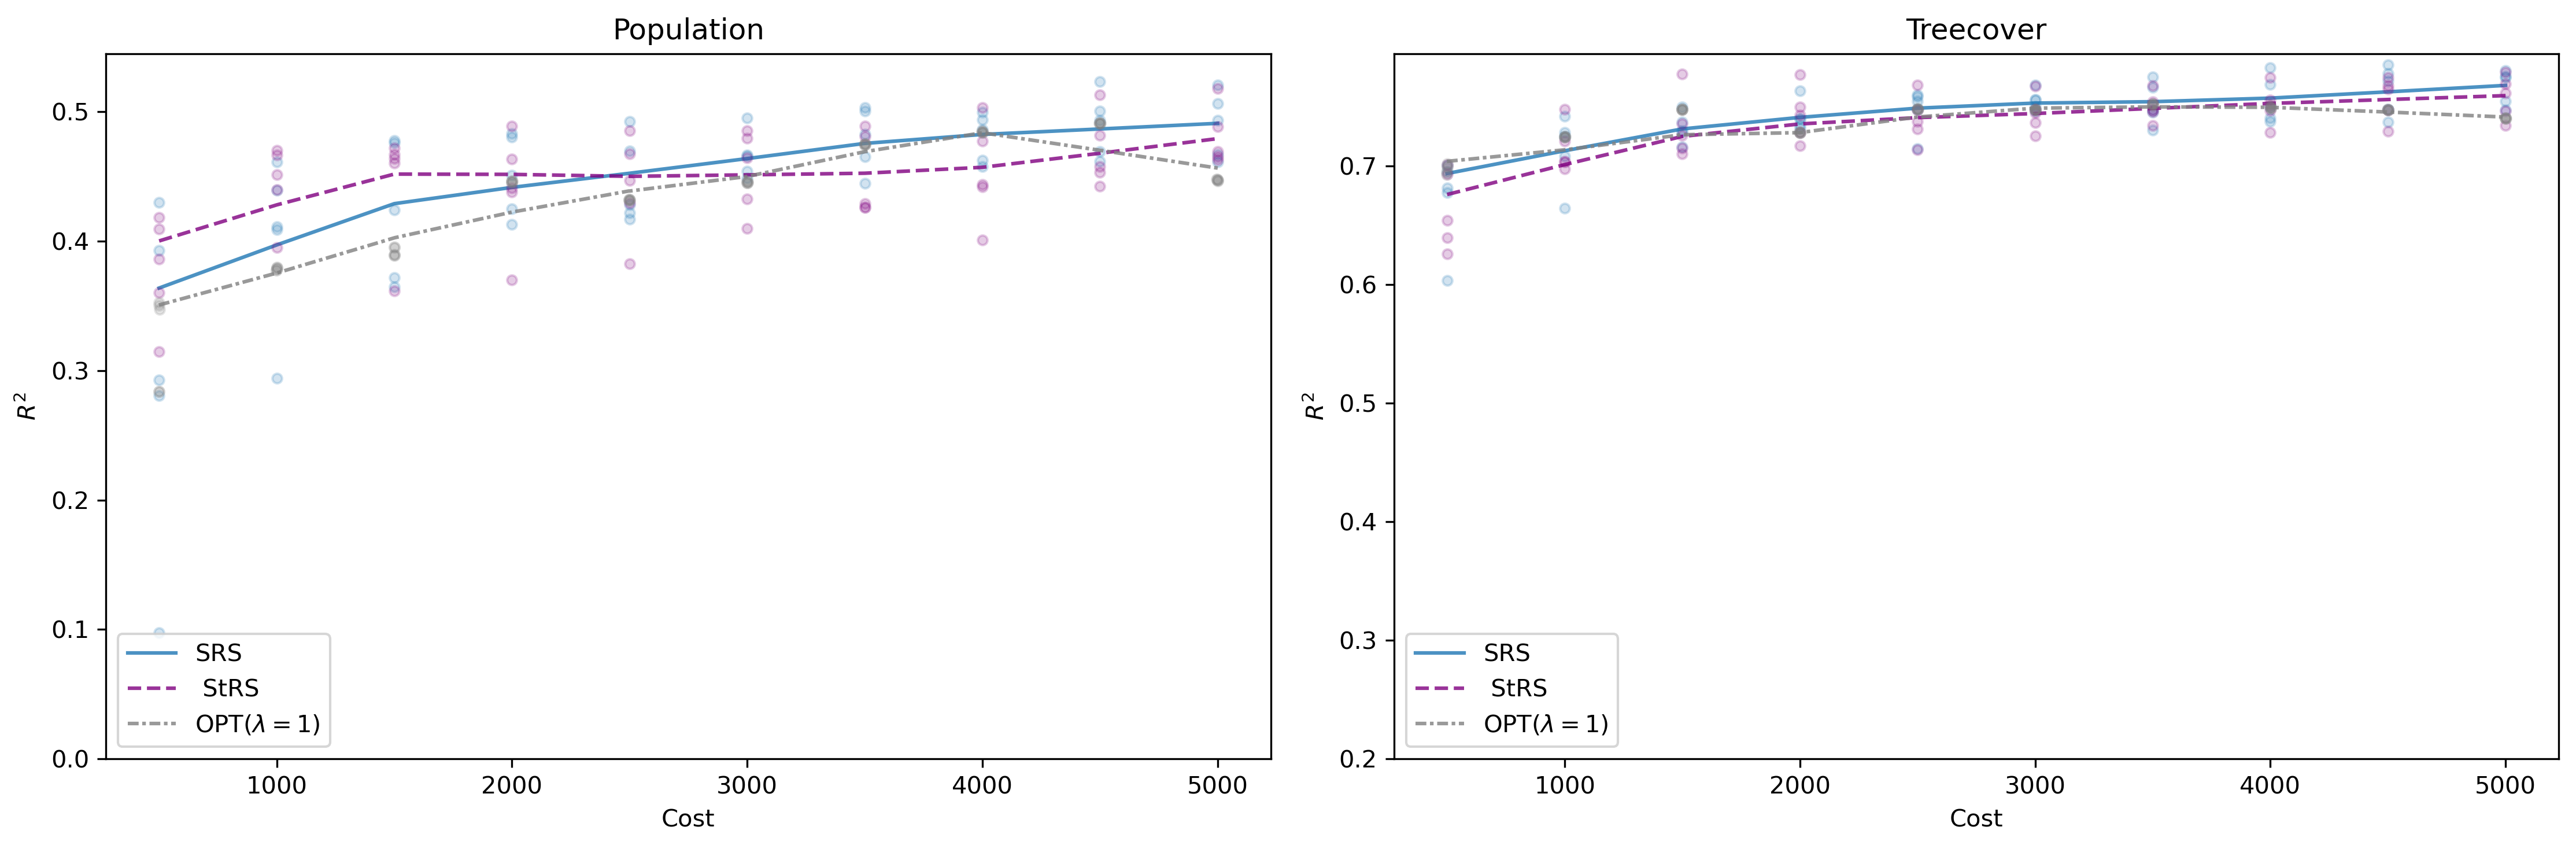 Population
0.5
0.4
0.3
0.2
0.1
0.0
R²
SRS
StRS
OPT(λ = 1)
1000 2000 3000 4000 5000
Cost
Treecover
0.7
0.6
0.5
0.4
0.3
0.2
R²
SRS
StRS
OPT(λ = 1)
1000 2000 3000 4000 5000
Cost